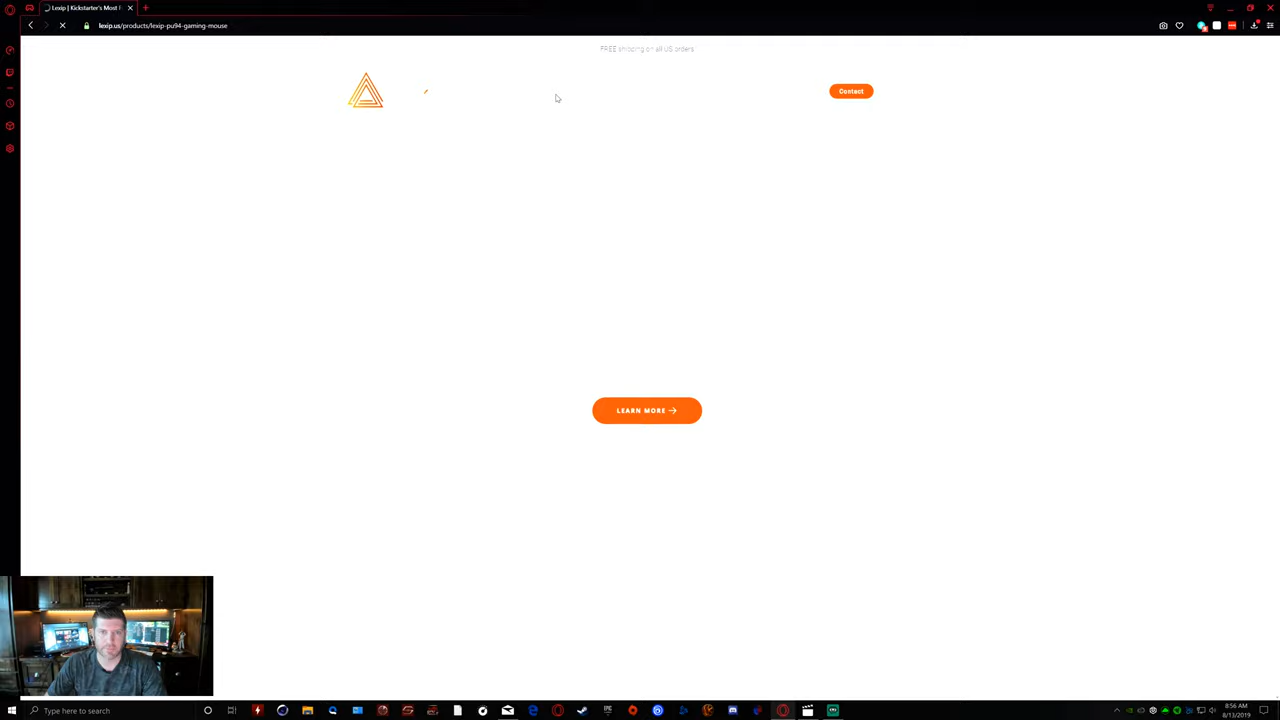 Lexip | Kickstarter's Most F
lexip.us/products/lexip-pu94-gaming-mouse
FREE shipping on all US orders
Contact
LEARN MORE
Type here to search
8:56 AM
8/13/2019